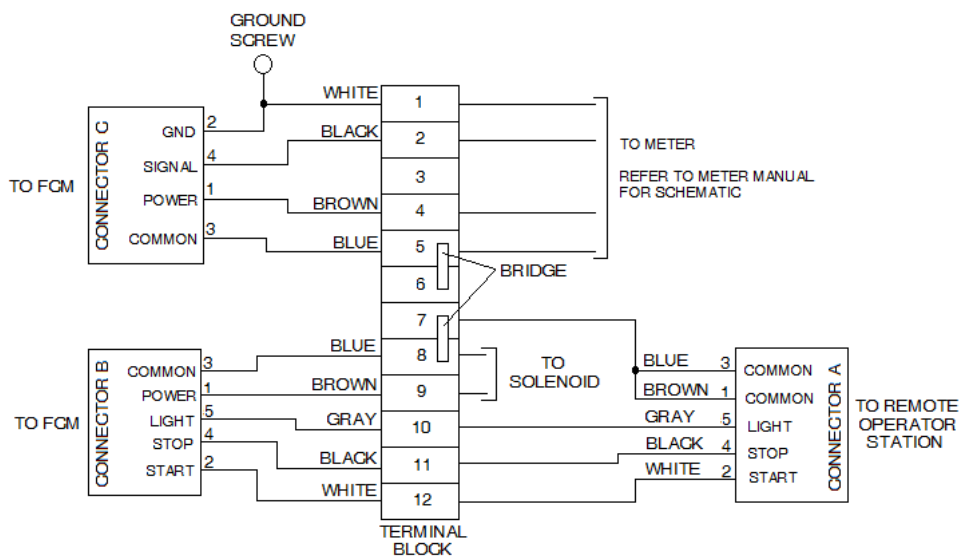 GROUND
SCREW
TO FCM
CONNECTOR C
GND 2
SIGNAL 4
POWER 1
COMMON 3
WHITE
BLACK
BROWN
BLUE
1
2
3
4
5
6
7
8
9
10
11
12
TO METER
REFER TO METER MANUAL
FOR SCHEMATIC
BRIDGE
TO
SOLENOID
TO FCM
CONNECTOR B
COMMON 3
POWER 1
LIGHT 5
STOP 4
START 2
BLUE
BROWN
GRAY
BLACK
WHITE
TERMINAL
BLOCK
BLUE 3 COMMON
BROWN 1 COMMON
GRAY 5 LIGHT
BLACK 4 STOP
WHITE 2 START
CONNECTOR A
TO REMOTE
OPERATOR
STATION